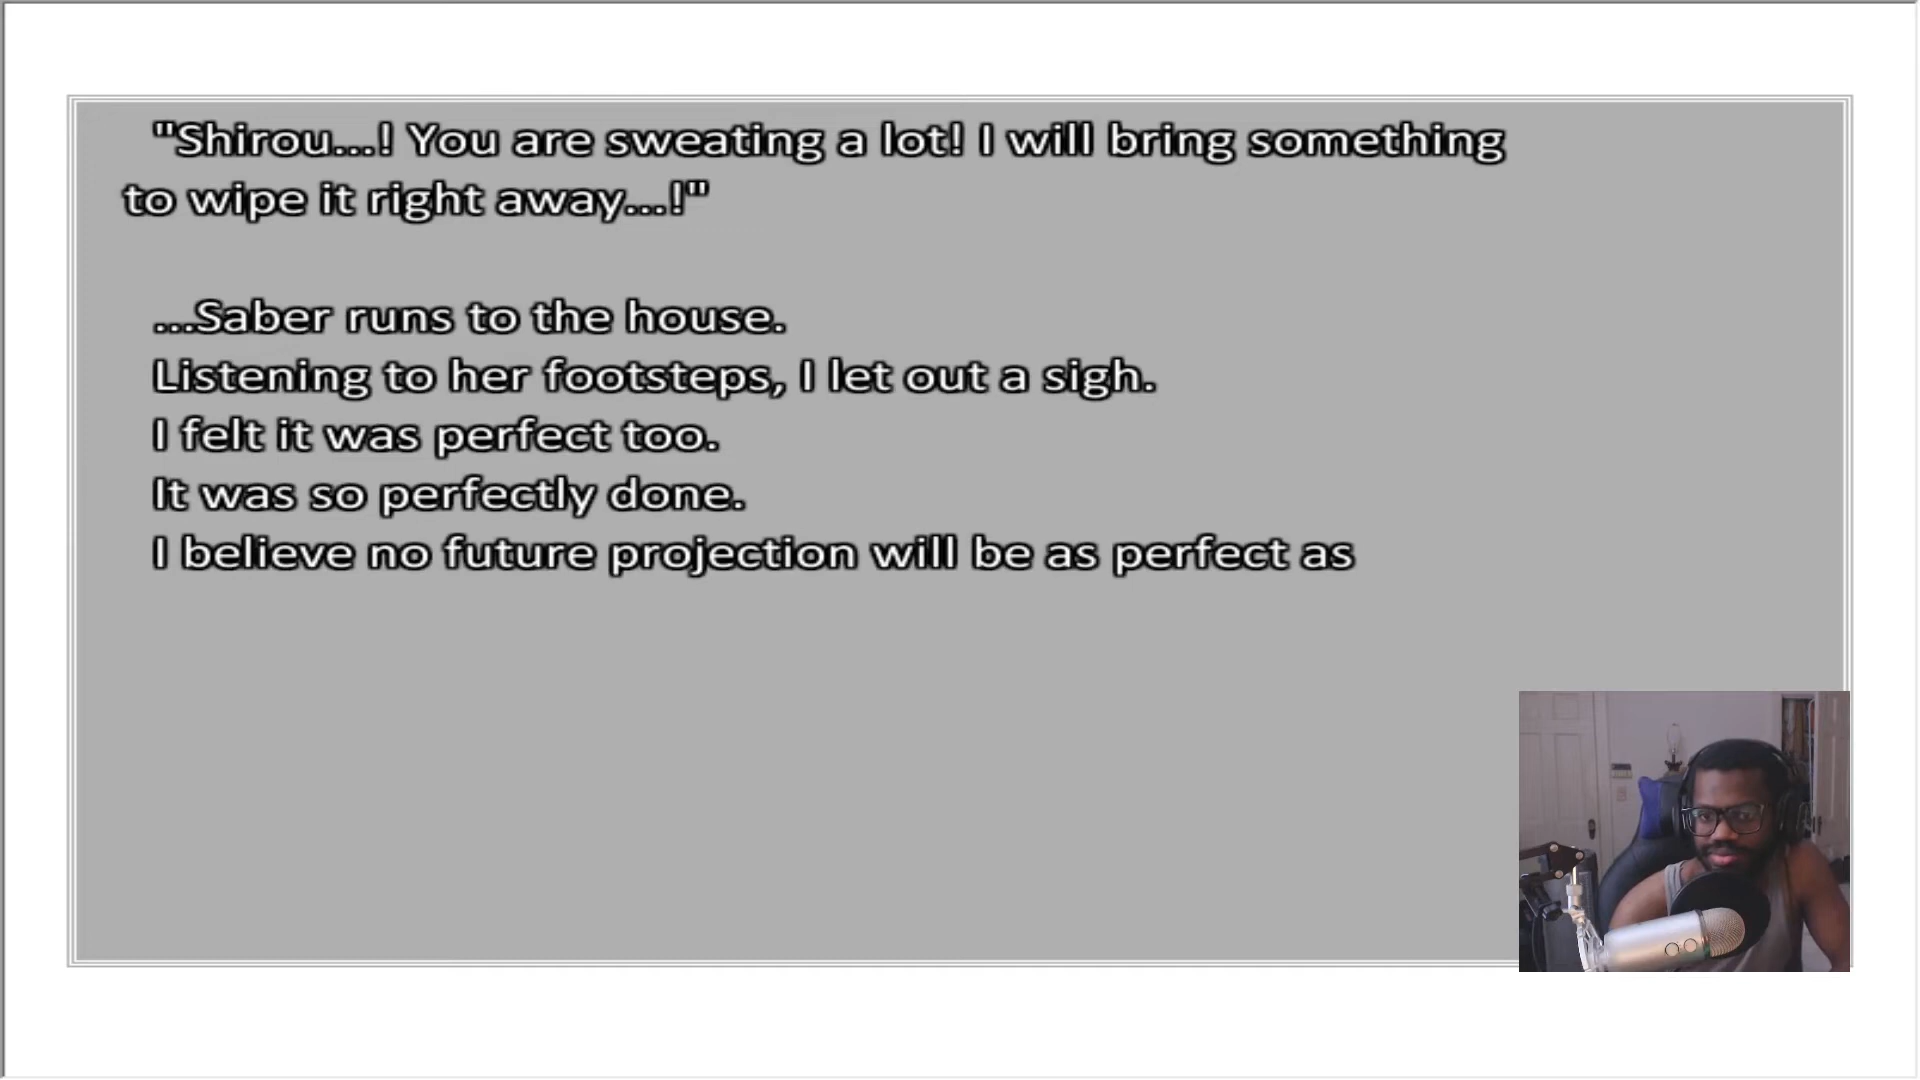 "Shirou...! You are sweating a lot! I will bring something
to wipe it right away...!"
...Saber runs to the house.
Listening to her footsteps, I let out a sigh.
I felt it was perfect too.
It was so perfectly done.
I believe no future projection will be as perfect as